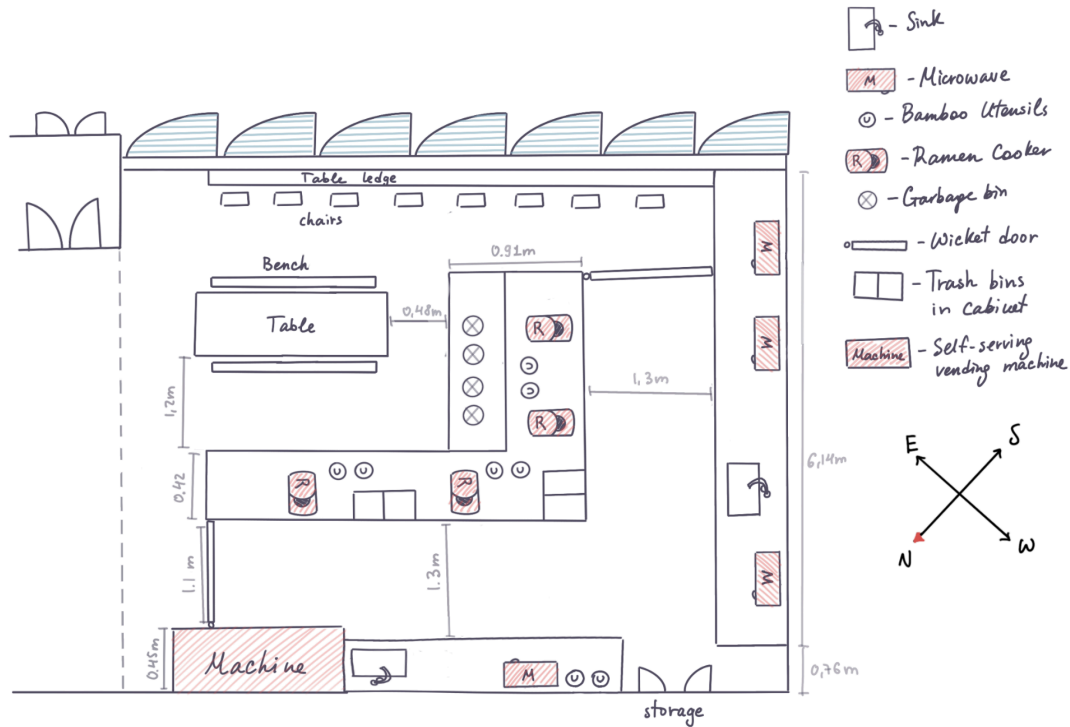 - Sink
M
- Microwave
- Bamboo Utensils
R
- Ramen Cooker
- Garbage bin
- Wicket door
- Trash bins
in cabinet
Machine
- Self-serving
vending machine
E
S
N
W
Table ledge
chairs
Bench
Table
0.91m
0,48m
1,2m
R
R
M
M
1,3m
0.42
R
R
6,14m
1.1 m
1.3m
M
0.45m
Machine
M
0,76m
storage